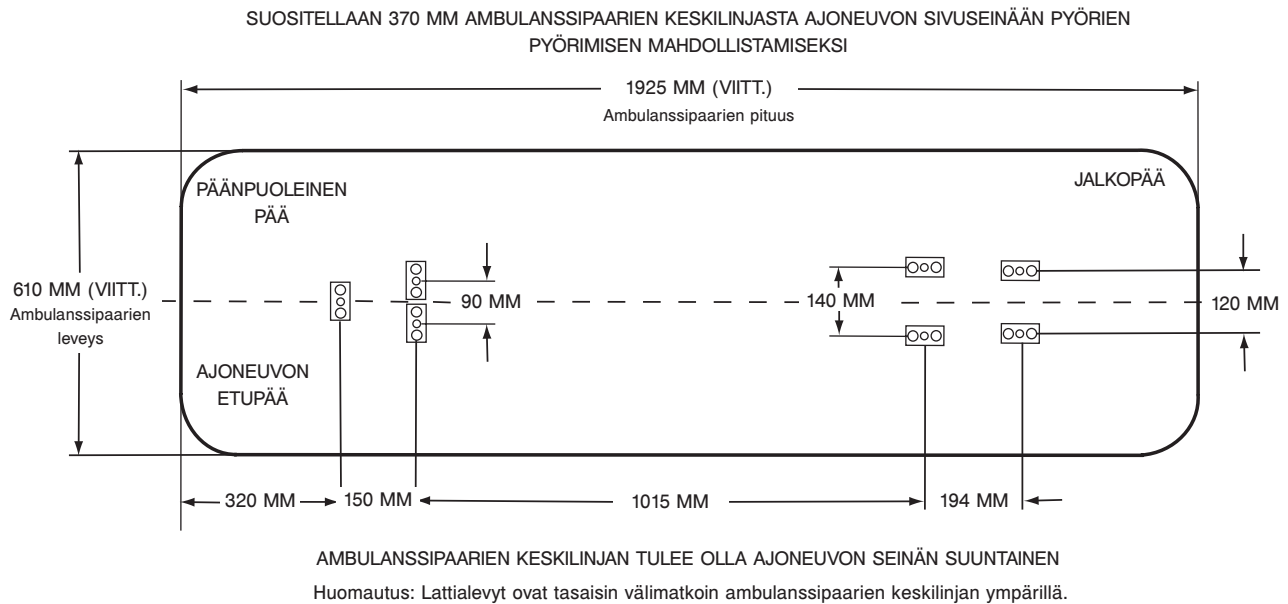 SUOSITELLAAN 370 MM AMBULANSSIPAARIEN KESKILINJASTA AJONEUVON SIVUSEINÄÄN PYÖRIEN
PYÖRIMISEN MAHDOLLISTAMISEKSI
1925 MM (VIITT.)
Ambulanssipaarien pituus
PÄÄNPUOLEINEN
PÄÄ
JALKOPÄÄ
610 MM (VIITT.)
Ambulanssipaarien
leveys
90 MM
140 MM
120 MM
AJONEUVON
ETUPÄÄ
320 MM
150 MM
1015 MM
194 MM
AMBULANSSIPAARIEN KESKILINJAN TULEE OLLA AJONEUVON SEINÄN SUUNTAINEN
Huomautus: Lattialevyt ovat tasaisin välimatkoin ambulanssipaarien keskilinjan ympärillä.